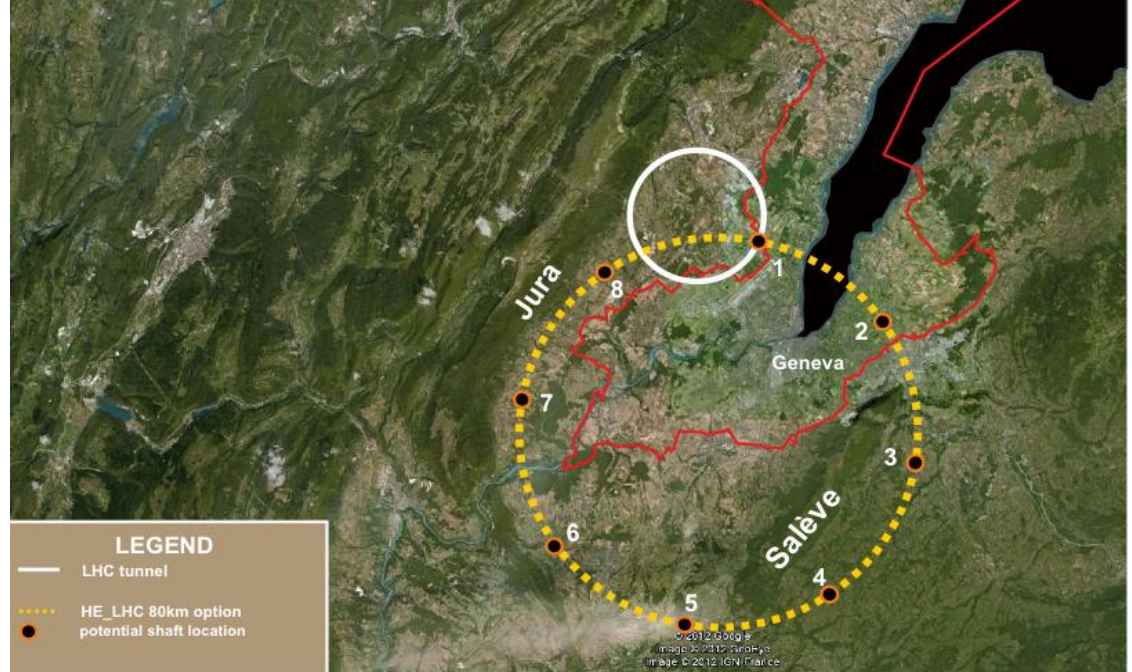 Jura
8
1
2
Geneva
7
3
Salève
6
4
5
LEGEND
LHC tunnel
HE_LHC 80km option
potential shaft location
© 2012 Google
Image © 2012 GeoEye
Image © 2012 IGN-France